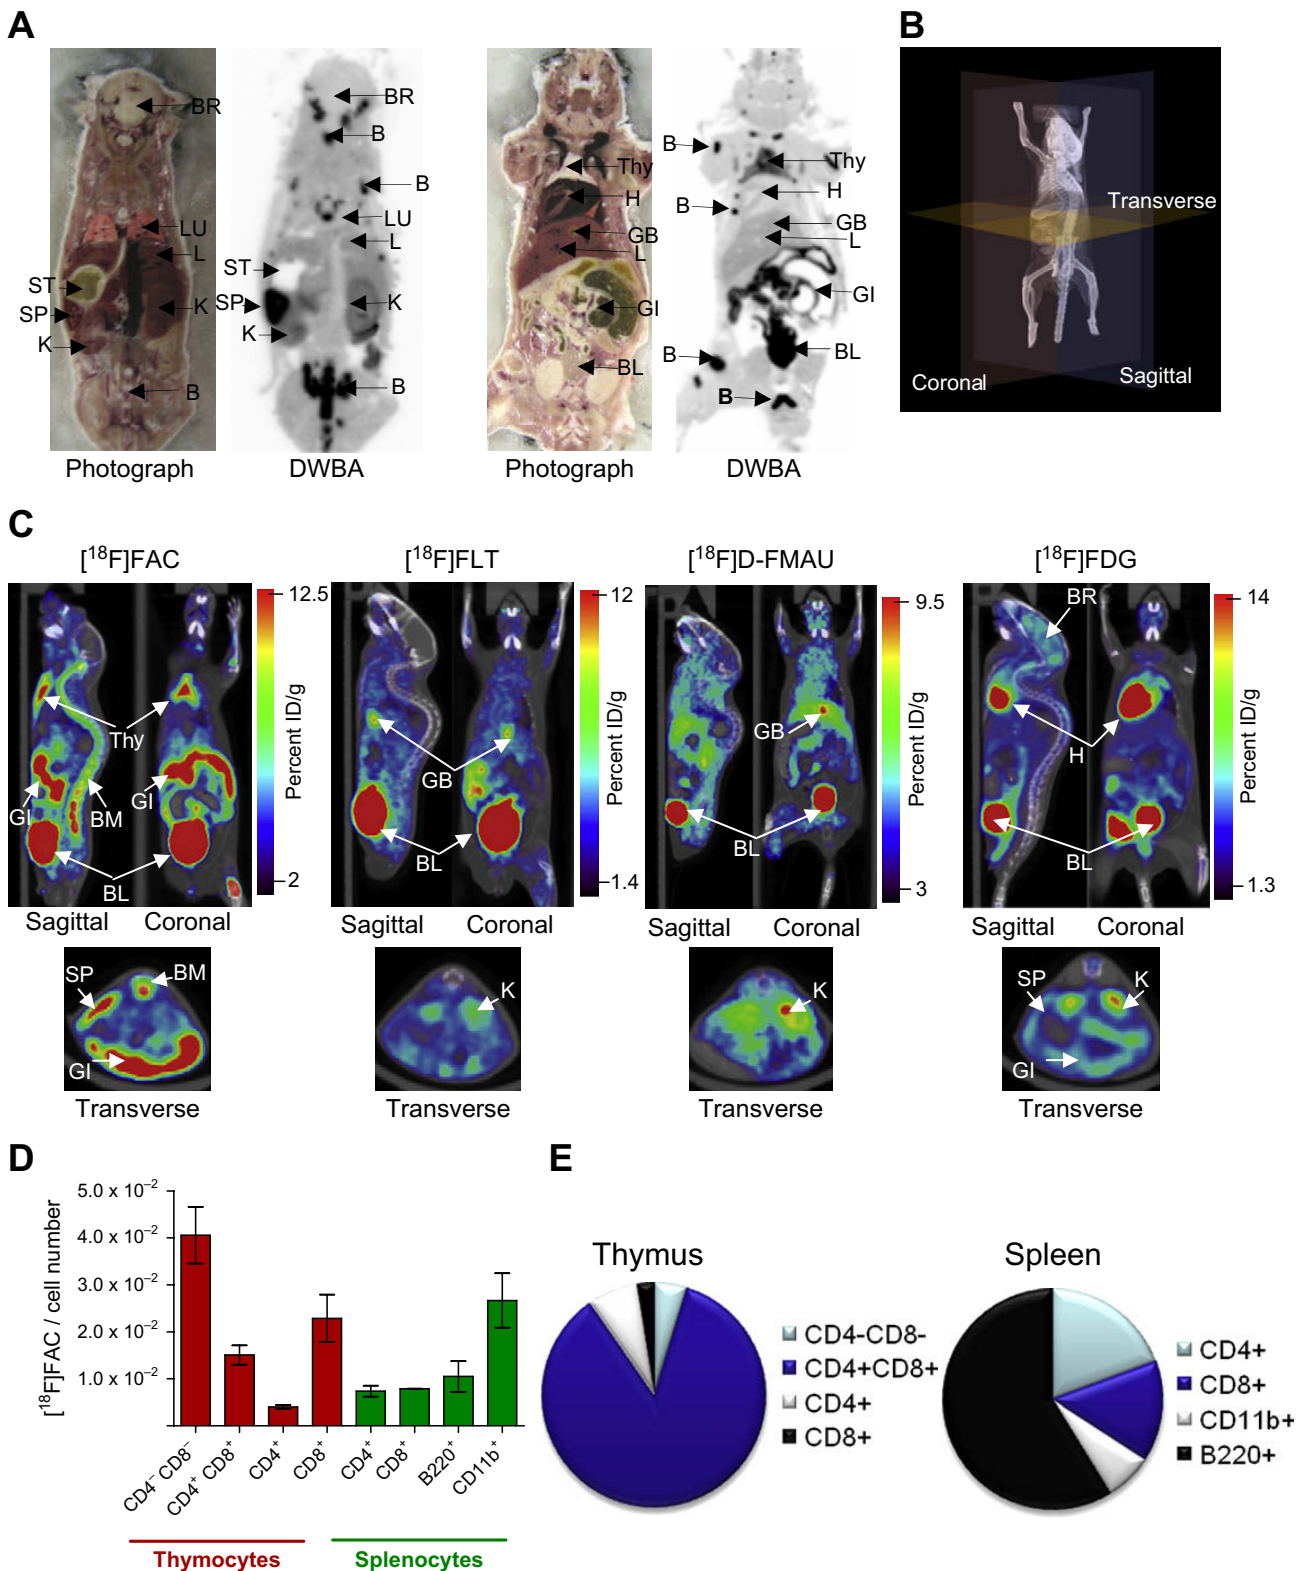 A
BR
B
B
LU
LU
L
L
ST
ST
SP
SP
K
K
K
K
B
B
Photograph
DWBA
B
Thy
Thy
H
H
B
GB
GB
L
L
GI
GI
B
BL
BL
B
Photograph
DWBA
B
Transverse
Coronal
Sagittal
C
[¹⁸F]FAC
[¹⁸F]FLT
[¹⁸F]D-FMAU
[¹⁸F]FDG
12.5
Percent ID/g
2
Thy
GI
BM
GI
BL
Sagittal
Coronal
SP
BM
GI
Transverse
12
Percent ID/g
1.4
GB
BL
Sagittal
Coronal
K
Transverse
9.5
Percent ID/g
3
GB
BL
Sagittal
Coronal
K
Transverse
14
Percent ID/g
1.3
BR
H
BL
Sagittal
Coronal
SP
K
GI
Transverse
D
[¹⁸F]FAC / cell number
5.0 x 10⁻²
4.0 x 10⁻²
3.0 x 10⁻²
2.0 x 10⁻²
1.0 x 10⁻²
CD4⁻ CD8⁻
CD4⁺ CD8⁺
CD4⁺
CD8⁺
CD4⁺
CD8⁺
B220⁺
CD11b⁺
Thymocytes
Splenocytes
E
Thymus
CD4-CD8-
CD4+CD8+
CD4+
CD8+
Spleen
CD4+
CD8+
CD11b+
B220+